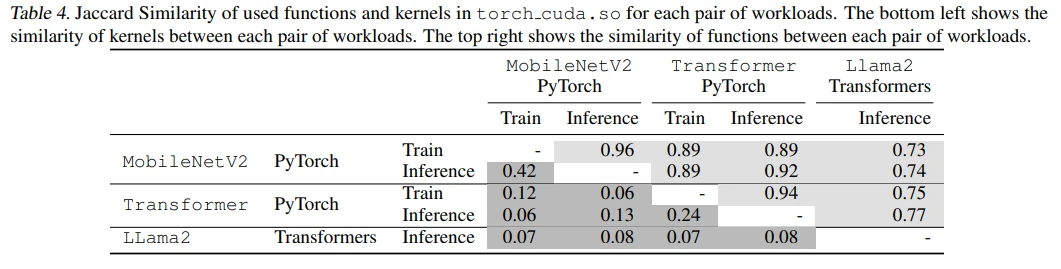 Table 4. Jaccard Similarity of used functions and kernels in torch_cuda.so for each pair of workloads. The bottom left shows the
similarity of kernels between each pair of workloads. The top right shows the similarity of functions between each pair of workloads.
MobileNetV2 Transformer Llama2
PyTorch PyTorch Transformers
Train Inference Train Inference Inference
MobileNetV2 PyTorch Train - 0.96 0.89 0.89 0.73
Inference 0.42 - 0.89 0.92 0.74
Transformer PyTorch Train 0.12 0.06 - 0.94 0.75
Inference 0.06 0.13 0.24 - 0.77
LLama2 Transformers Inference 0.07 0.08 0.07 0.08 -